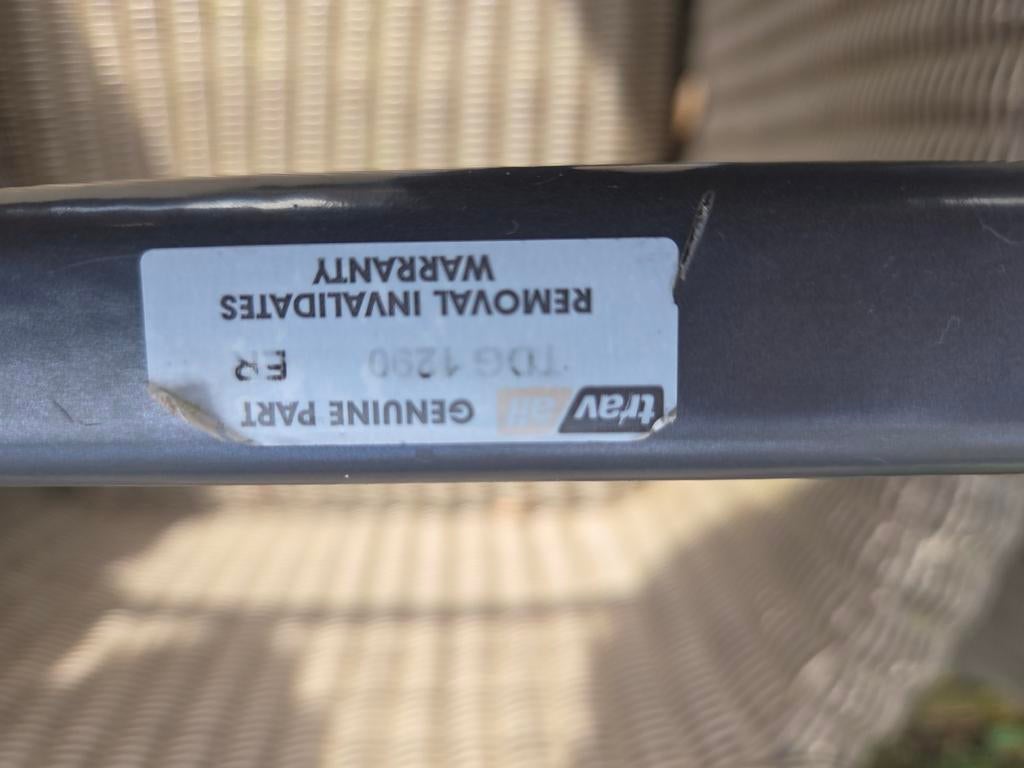 travall GENUINE PART
TDG 1290 ER
REMOVAL INVALIDATES
WARRANTY